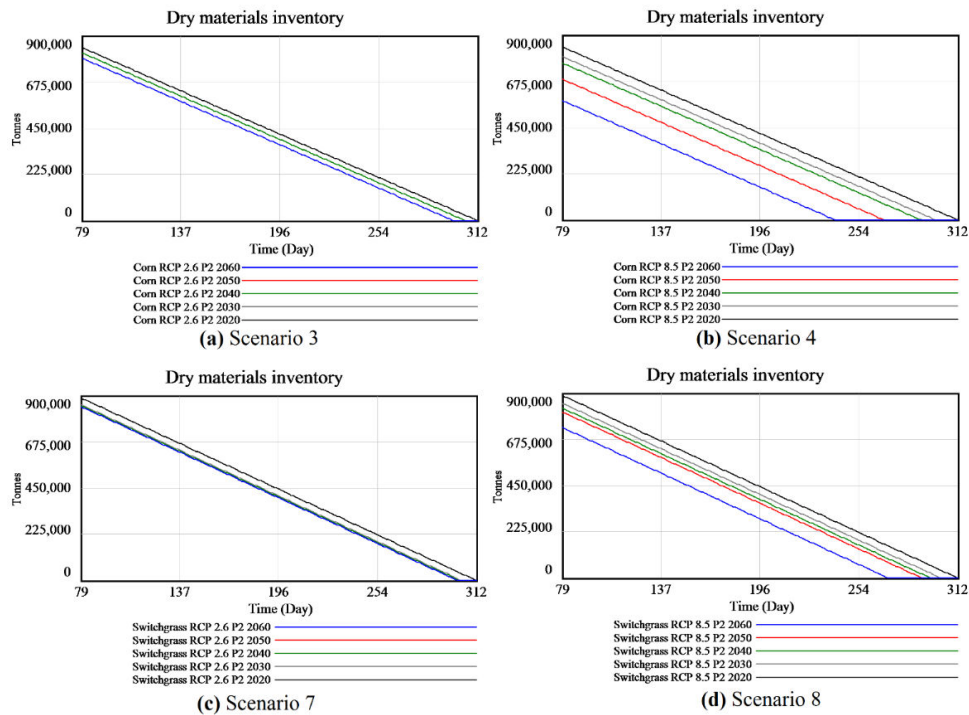 Dry materials inventory
900,000
675,000
450,000
225,000
0
Tonnes
79 137 196 254 312
Time (Day)
Corn RCP 2.6 P2 2060
Corn RCP 2.6 P2 2050
Corn RCP 2.6 P2 2040
Corn RCP 2.6 P2 2030
Corn RCP 2.6 P2 2020
(a) Scenario 3
Dry materials inventory
900,000
675,000
450,000
225,000
0
Tonnes
79 137 196 254 312
Time (Day)
Corn RCP 8.5 P2 2060
Corn RCP 8.5 P2 2050
Corn RCP 8.5 P2 2040
Corn RCP 8.5 P2 2030
Corn RCP 8.5 P2 2020
(b) Scenario 4
Dry materials inventory
900,000
675,000
450,000
225,000
0
Tonnes
79 137 196 254 312
Time (Day)
Switchgrass RCP 2.6 P2 2060
Switchgrass RCP 2.6 P2 2050
Switchgrass RCP 2.6 P2 2040
Switchgrass RCP 2.6 P2 2030
Switchgrass RCP 2.6 P2 2020
(c) Scenario 7
Dry materials inventory
900,000
675,000
450,000
225,000
0
Tonnes
79 137 196 254 312
Time (Day)
Switchgrass RCP 8.5 P2 2060
Switchgrass RCP 8.5 P2 2050
Switchgrass RCP 8.5 P2 2040
Switchgrass RCP 8.5 P2 2030
Switchgrass RCP 8.5 P2 2020
(d) Scenario 8